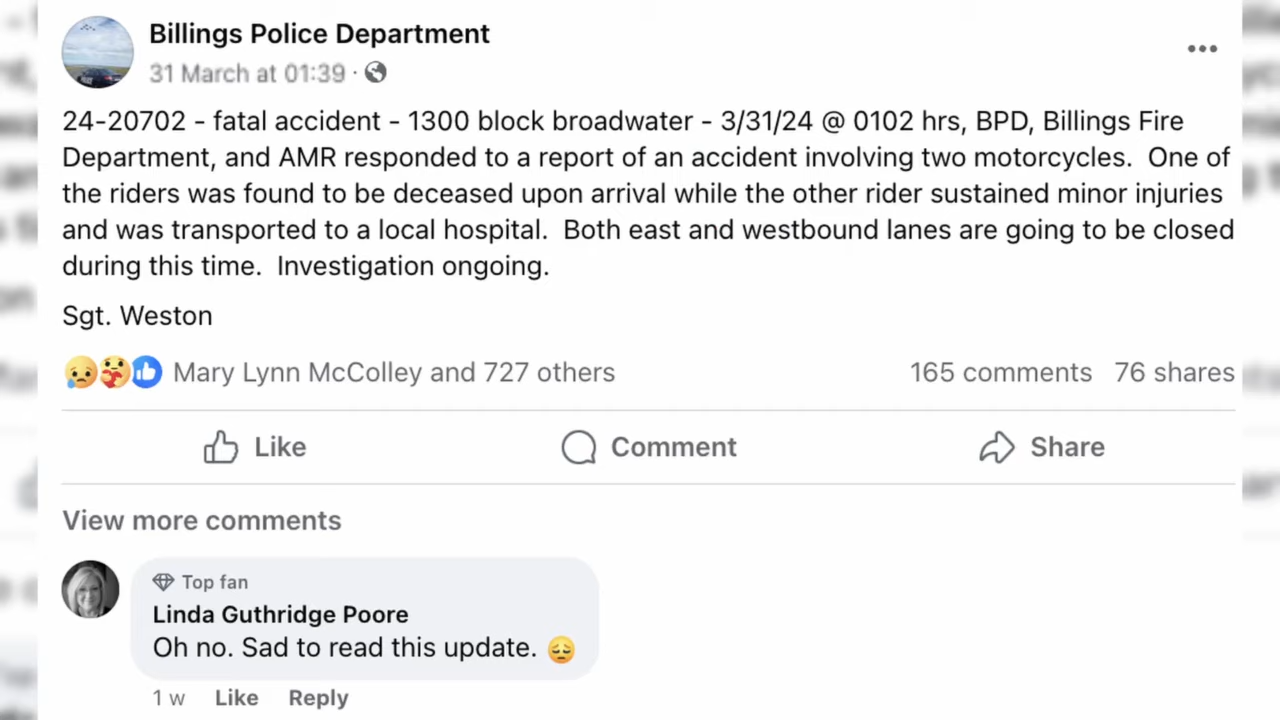 Billings Police Department
31 March at 01:39 ·
24-20702 - fatal accident - 1300 block broadwater - 3/31/24 @ 0102 hrs, BPD, Billings Fire
Department, and AMR responded to a report of an accident involving two motorcycles.  One of
the riders was found to be deceased upon arrival while the other rider sustained minor injuries
and was transported to a local hospital.  Both east and westbound lanes are going to be closed
during this time.  Investigation ongoing.
Sgt. Weston
Mary Lynn McColley and 727 others
165 comments 76 shares
Like
Comment
Share
View more comments
Top fan
Linda Guthridge Poore
Oh no. Sad to read this update. 😔
1 w Like Reply